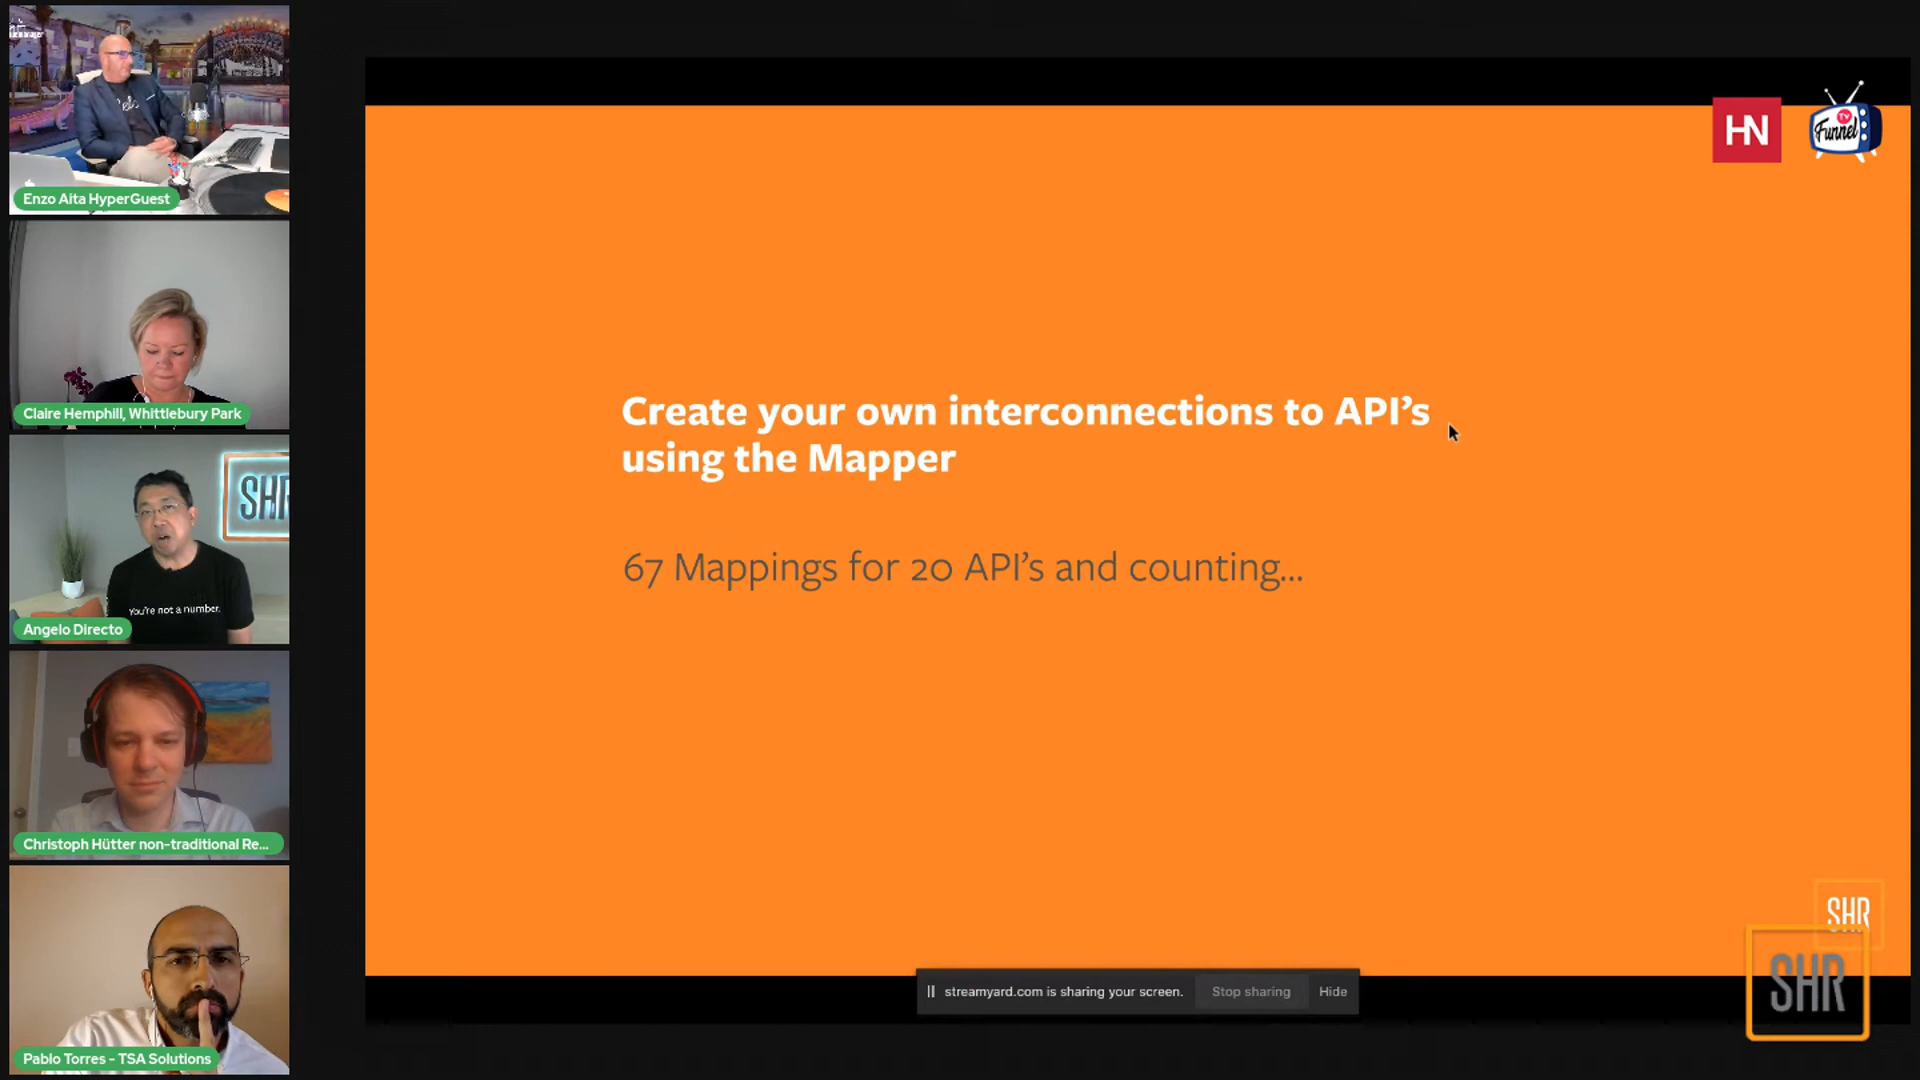 Enzo Aita HyperGuest
Claire Hemphill, Whittlebury Park
SHR
You're not a number.
Angelo Directo
Christoph Hütter non-traditional Re...
Pablo Torres - TSA Solutions
HN
TV
Funnel
Create your own interconnections to API's
using the Mapper
67 Mappings for 20 API's and counting...
SHR
SHR
streamyard.com is sharing your screen.
Stop sharing
Hide